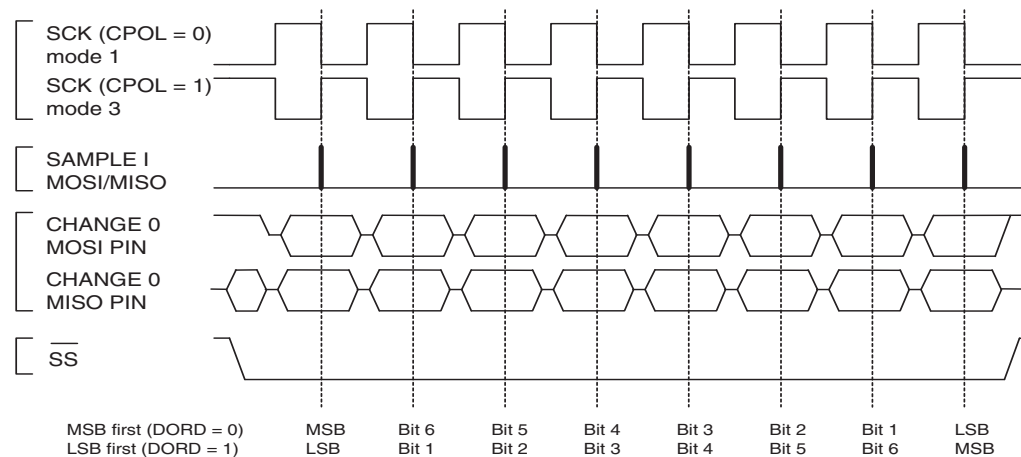 SCK (CPOL = 0)
mode 1
SCK (CPOL = 1)
mode 3
SAMPLE I
MOSI/MISO
CHANGE 0
MOSI PIN
CHANGE 0
MISO PIN
SS
MSB first (DORD = 0) MSB Bit 6 Bit 5 Bit 4 Bit 3 Bit 2 Bit 1 LSB
LSB first (DORD = 1) LSB Bit 1 Bit 2 Bit 3 Bit 4 Bit 5 Bit 6 MSB